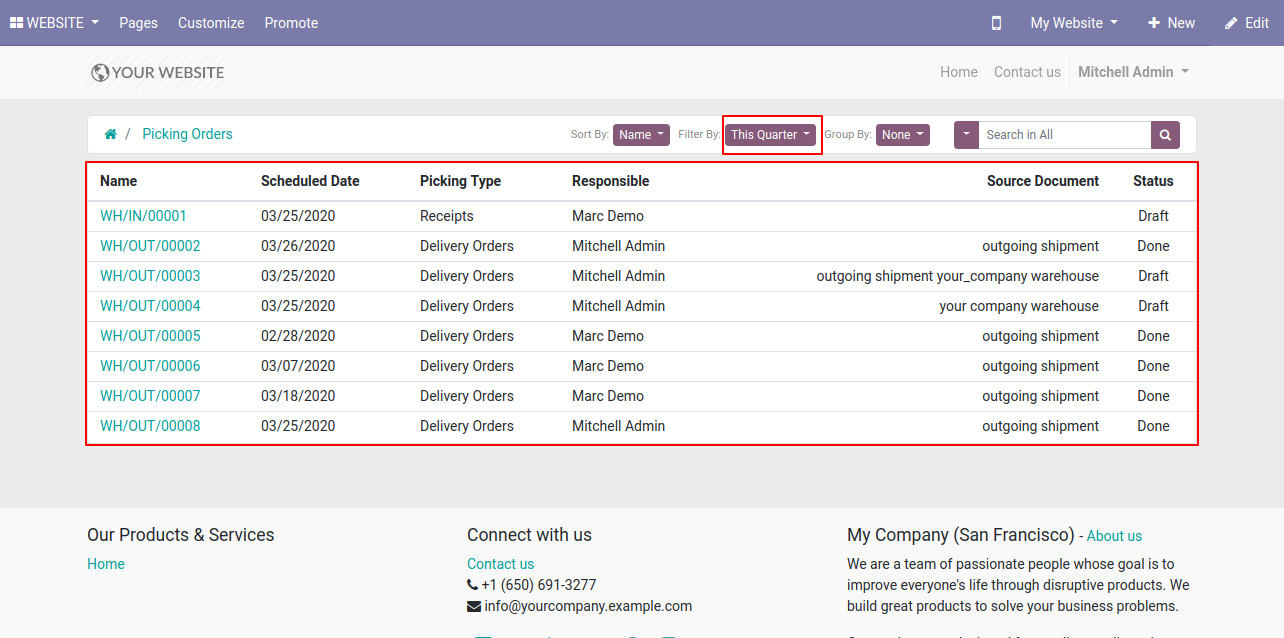 WEBSITE Pages Customize Promote My Website New Edit
YOUR WEBSITE Home Contact us Mitchell Admin
/ Picking Orders Sort By: Name Filter By: This Quarter Group By: None Search in All
Name Scheduled Date Picking Type Responsible Source Document Status
WH/IN/00001 03/25/2020 Receipts Marc Demo Draft
WH/OUT/00002 03/26/2020 Delivery Orders Mitchell Admin outgoing shipment Done
WH/OUT/00003 03/25/2020 Delivery Orders Mitchell Admin outgoing shipment your_company warehouse Draft
WH/OUT/00004 03/25/2020 Delivery Orders Mitchell Admin your company warehouse Draft
WH/OUT/00005 02/28/2020 Delivery Orders Marc Demo outgoing shipment Done
WH/OUT/00006 03/07/2020 Delivery Orders Marc Demo outgoing shipment Done
WH/OUT/00007 03/18/2020 Delivery Orders Marc Demo outgoing shipment Done
WH/OUT/00008 03/25/2020 Delivery Orders Mitchell Admin outgoing shipment Done
Our Products & Services
Home
Connect with us
Contact us
+1 (650) 691-3277
info@yourcompany.example.com
My Company (San Francisco) - About us
We are a team of passionate people whose goal is to
improve everyone's life through disruptive products. We
build great products to solve your business problems.